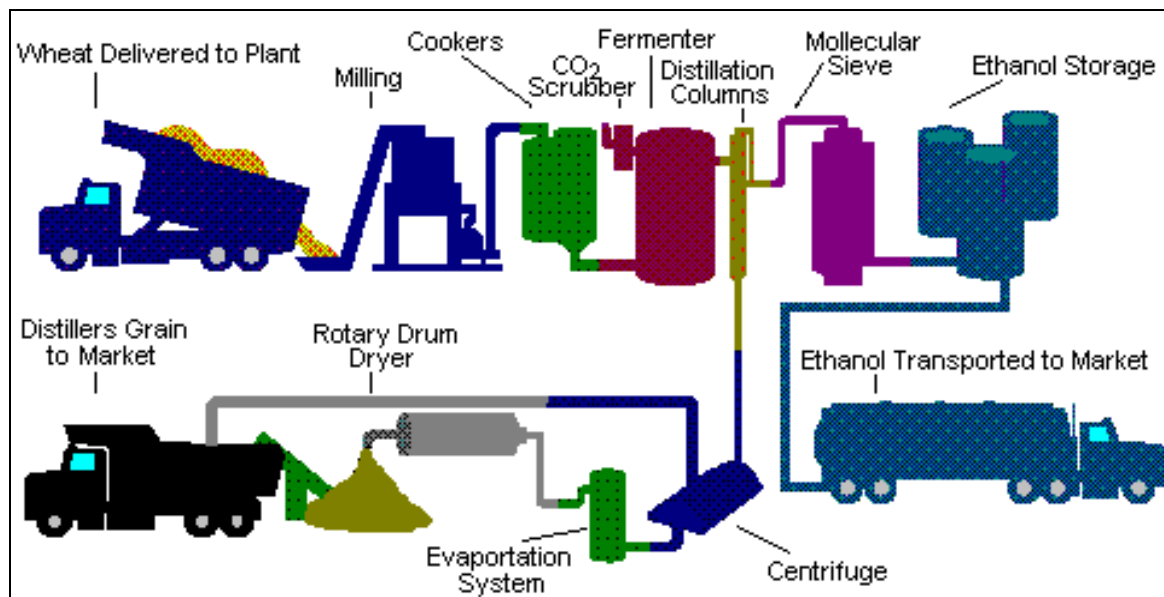 Wheat Delivered to Plant
Milling
Cookers
CO2
Scrubber
Fermenter
Distillation
Columns
Mollecular
Sieve
Ethanol Storage
Distillers Grain
to Market
Rotary Drum
Dryer
Ethanol Transported to Market
Evaportation
System
Centrifuge